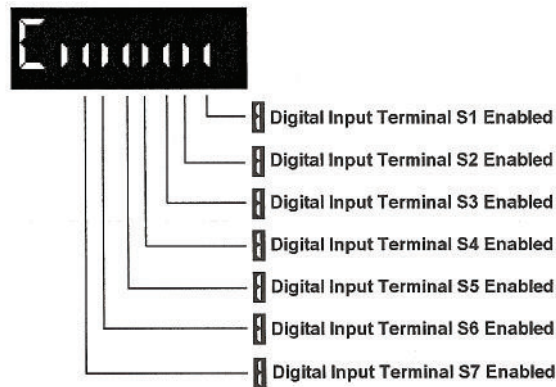 Digital Input Terminal S1 Enabled
Digital Input Terminal S2 Enabled
Digital Input Terminal S3 Enabled
Digital Input Terminal S4 Enabled
Digital Input Terminal S5 Enabled
Digital Input Terminal S6 Enabled
Digital Input Terminal S7 Enabled